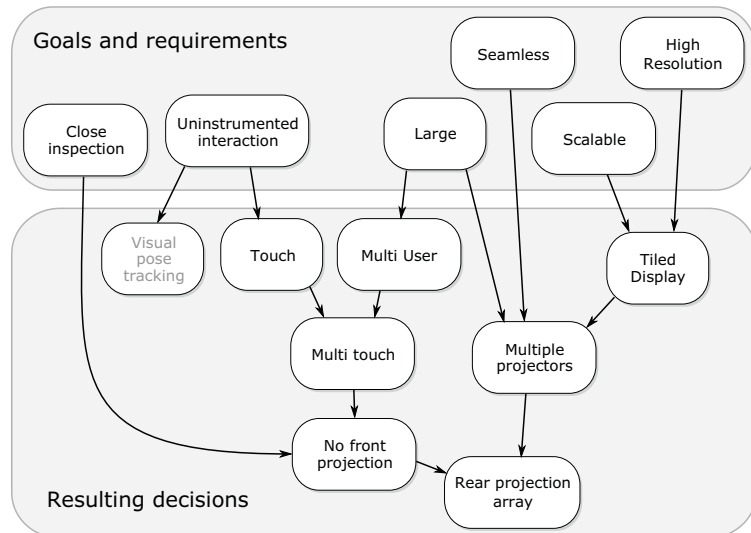 Goals and requirements
Seamless
High
Resolution
Close
inspection
Uninstrumented
interaction
Large
Scalable
Visual
pose
tracking
Touch
Multi User
Tiled
Display
Multi touch
Multiple
projectors
No front
projection
Rear projection
array
Resulting decisions